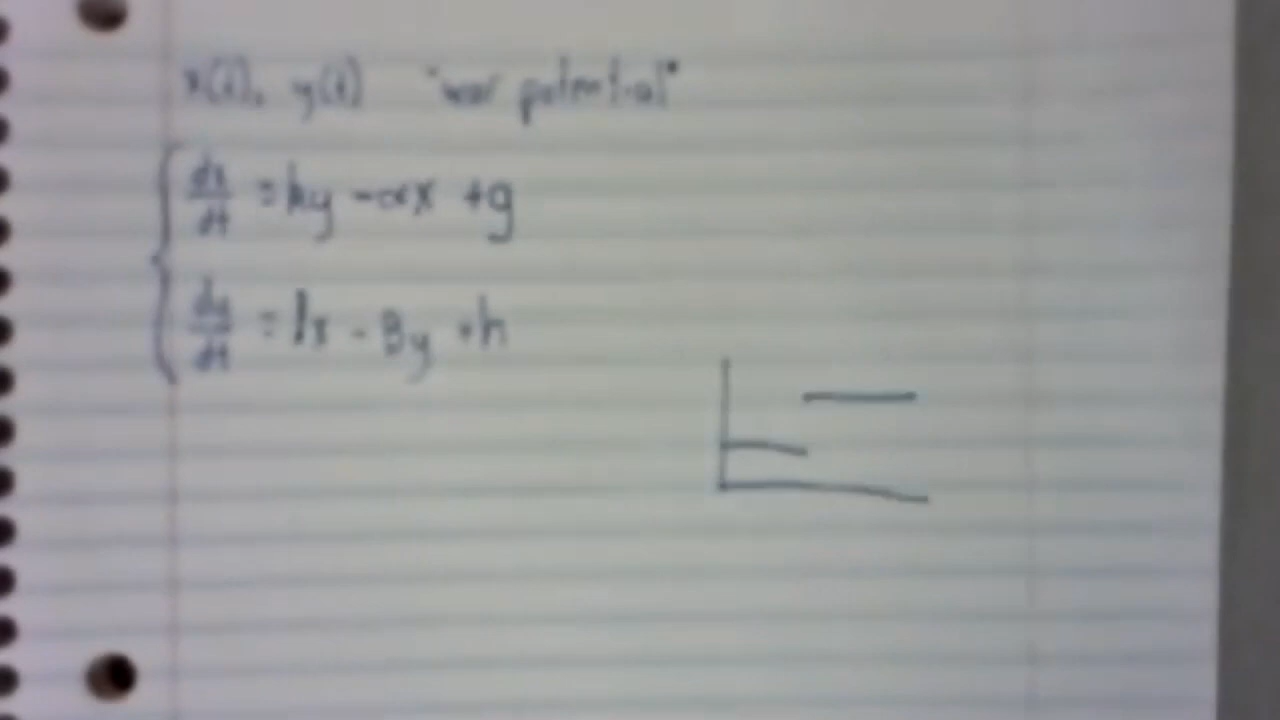 x(t), y(t) "war potential"
{ dx/dt = ky - αx + g
dy/dt = lx - βy + h